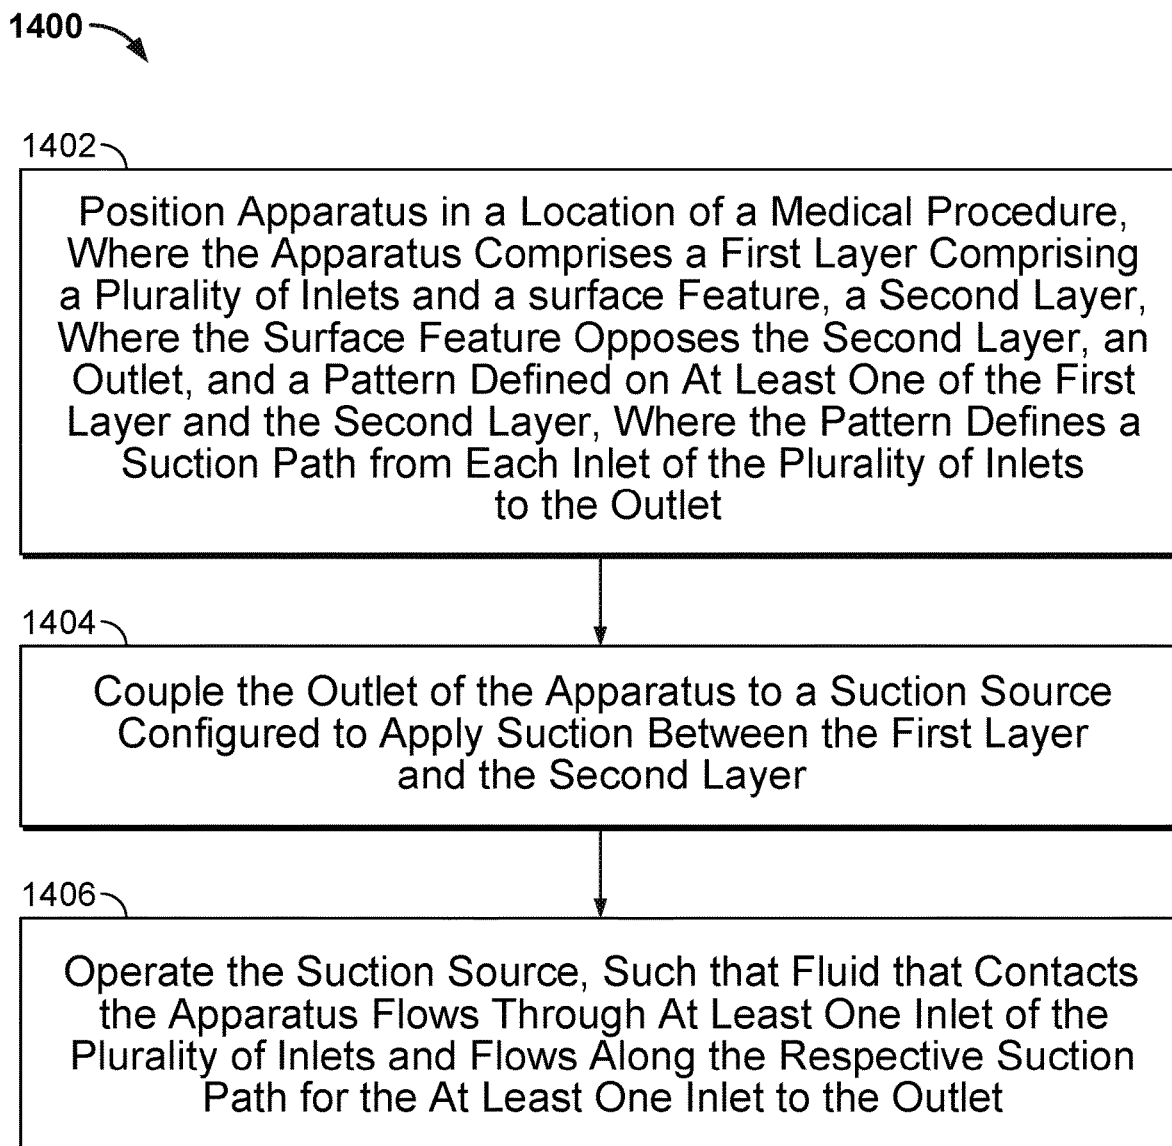 1400
1402
Position Apparatus in a Location of a Medical Procedure,
Where the Apparatus Comprises a First Layer Comprising
a Plurality of Inlets and a surface Feature, a Second Layer,
Where the Surface Feature Opposes the Second Layer, an
Outlet, and a Pattern Defined on At Least One of the First
Layer and the Second Layer, Where the Pattern Defines a
Suction Path from Each Inlet of the Plurality of Inlets
to the Outlet
1404
Couple the Outlet of the Apparatus to a Suction Source
Configured to Apply Suction Between the First Layer
and the Second Layer
1406
Operate the Suction Source, Such that Fluid that Contacts
the Apparatus Flows Through At Least One Inlet of the
Plurality of Inlets and Flows Along the Respective Suction
Path for the At Least One Inlet to the Outlet